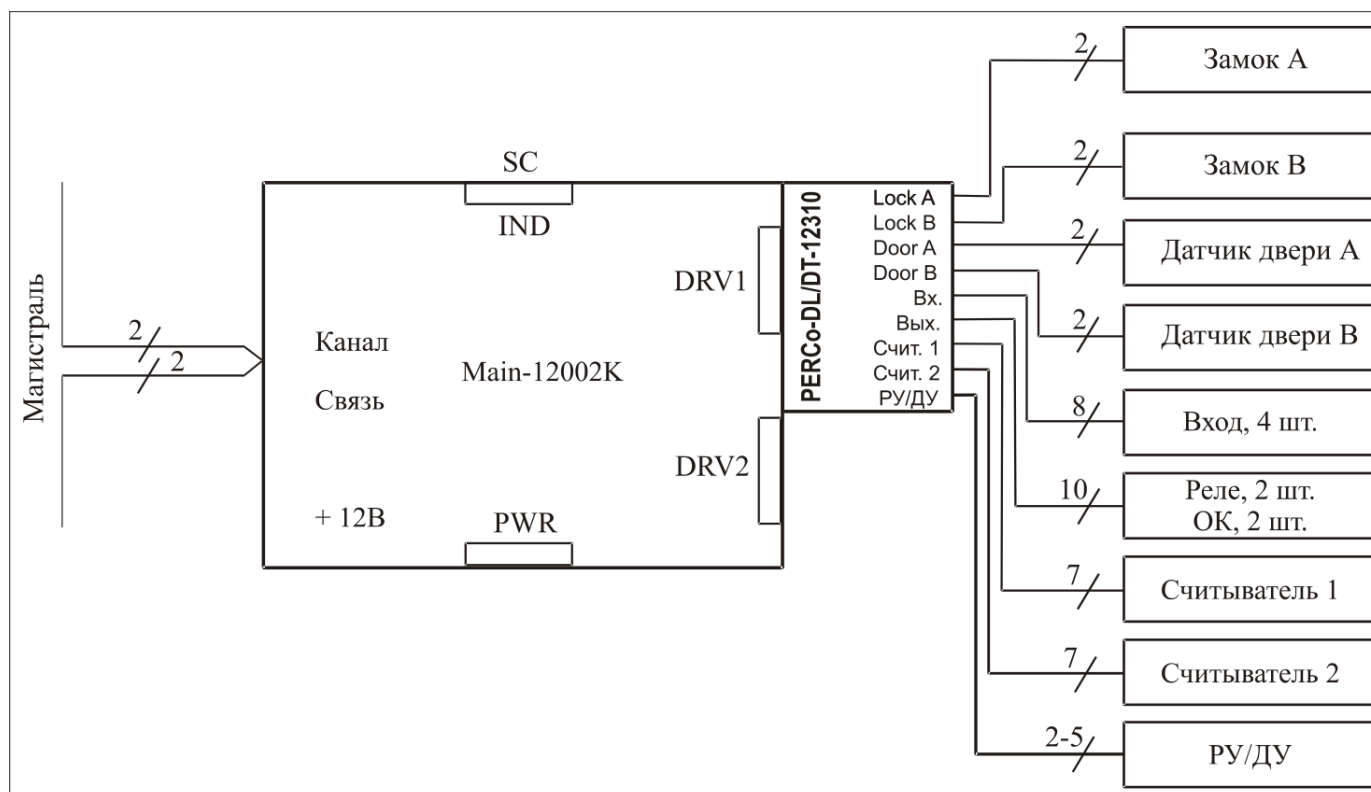 Магистраль
2
2
Канал
Связь
+ 12В
SC
IND
Main-12002K
PWR
DRV1
DRV2
PERCo-DL/DT-12310
Lock A
Lock B
Door A
Door B
Вх.
Вых.
Счит. 1
Счит. 2
РУ/ДУ
2
Замок А
2
Замок В
2
Датчик двери А
2
Датчик двери В
8
Вход, 4 шт.
10
Реле, 2 шт.
ОК, 2 шт.
7
Считыватель 1
7
Считыватель 2
2-5
РУ/ДУ